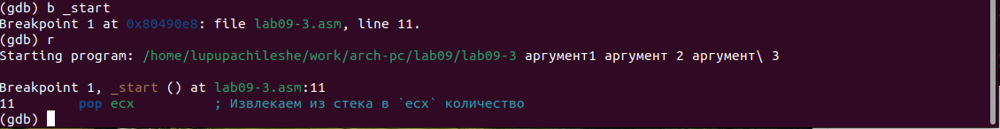 (gdb) b _start
Breakpoint 1 at 0x80490e8: file lab09-3.asm, line 11.
(gdb) r
Starting program: /home/lupupachileshe/work/arch-pc/lab09/lab09-3 аргумент1 аргумент 2 аргумент\ 3
Breakpoint 1, _start () at lab09-3.asm:11
11 pop ecx ; Извлекаем из стека в `ecx` количество
(gdb)